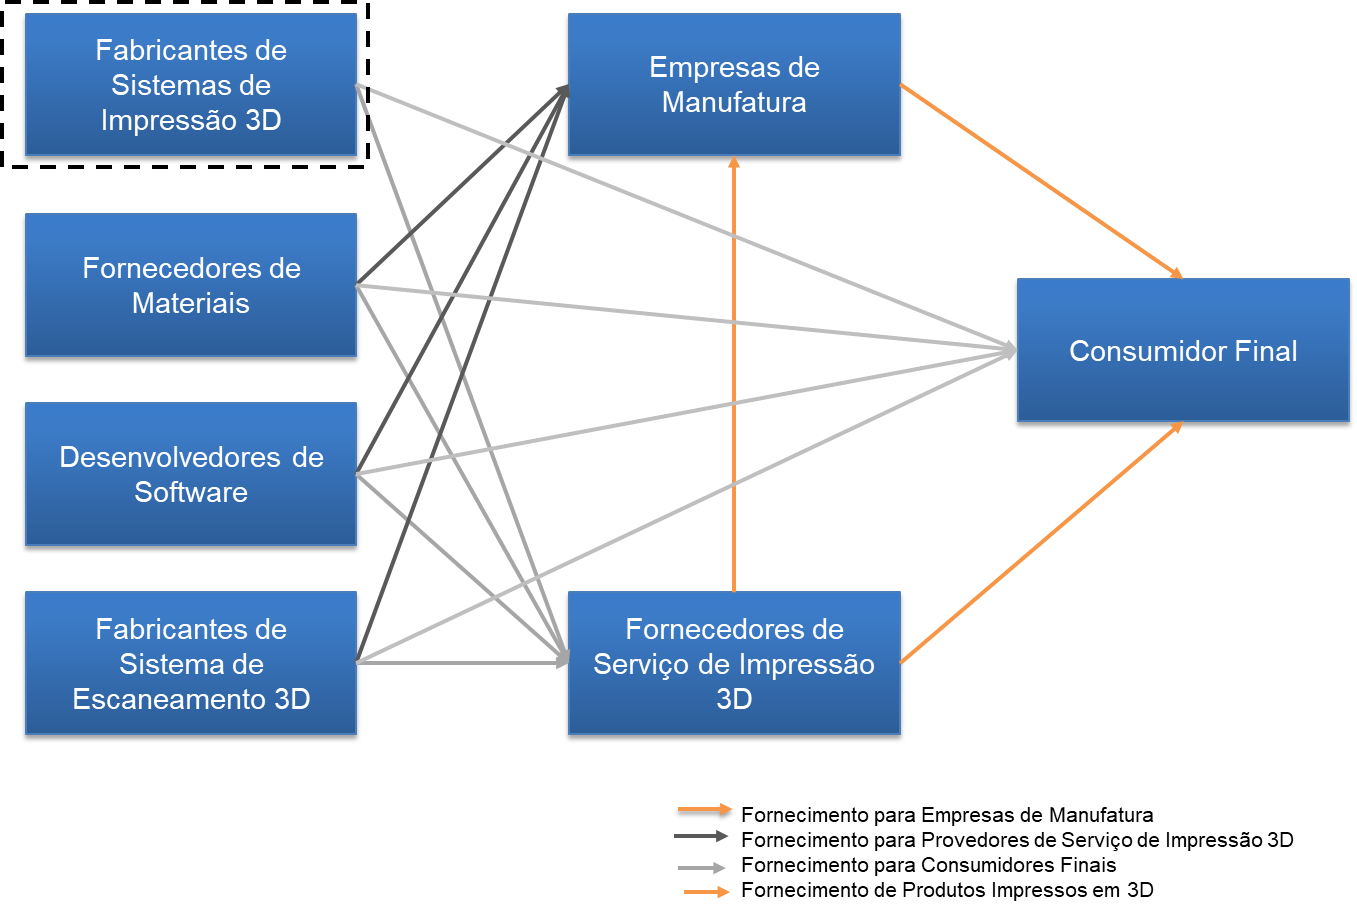 Fabricantes de
Sistemas de
Impressão 3D
Empresas de
Manufatura
Fornecedores de
Materiais
Consumidor Final
Desenvolvedores de
Software
Fabricantes de
Sistema de
Escaneamento 3D
Fornecedores de
Serviço de Impressão
3D
Fornecimento para Empresas de Manufatura
Fornecimento para Provedores de Serviço de Impressão 3D
Fornecimento para Consumidores Finais
Fornecimento de Produtos Impressos em 3D